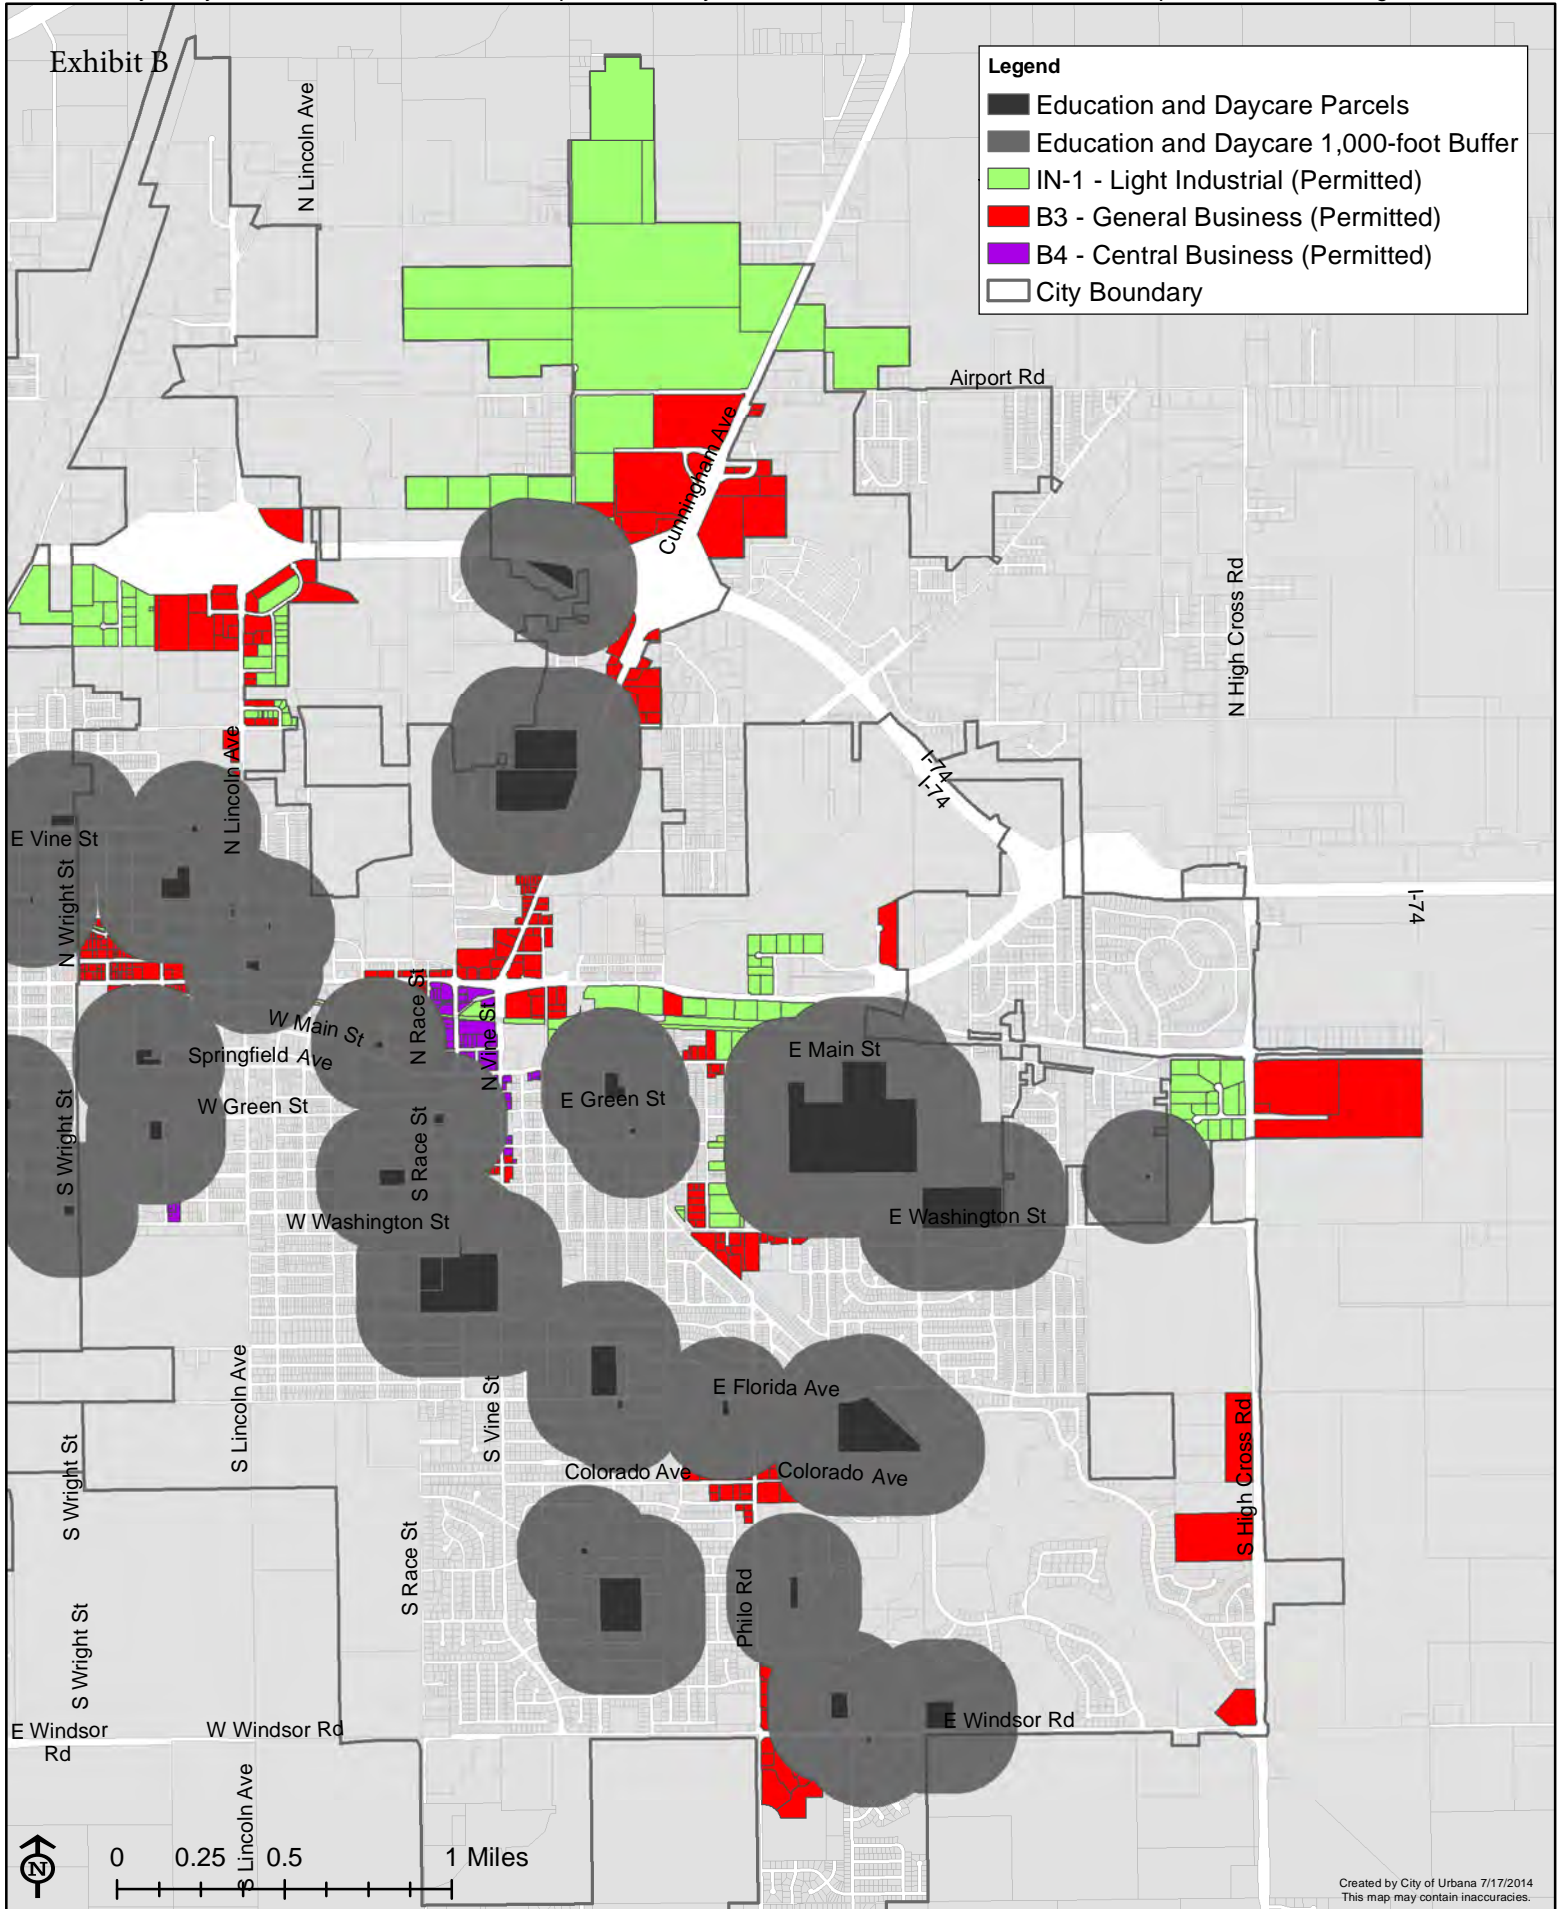 Exhibit B
Legend
Education and Daycare Parcels
Education and Daycare 1,000-foot Buffer
IN-1 - Light Industrial (Permitted)
B3 - General Business (Permitted)
B4 - Central Business (Permitted)
City Boundary
N Lincoln Ave
Airport Rd
Cunningham Ave
N High Cross Rd
N Lincoln Ave
I-74
I-74
E Vine St
N Wright St
I-74
N Race St
W Main St
N Vine St
Springfield Ave
E Main St
W Green St
E Green St
S Wright St
S Race St
W Washington St
E Washington St
S Lincoln Ave
S Vine St
E Florida Ave
S High Cross Rd
S Wright St
Colorado Ave
Colorado Ave
S Race St
Philo Rd
S Wright St
E Windsor
Rd
W Windsor Rd
E Windsor Rd
S Lincoln Ave
N
0 0.25 0.5 1 Miles
Created by City of Urbana 7/17/2014
This map may contain inaccuracies.